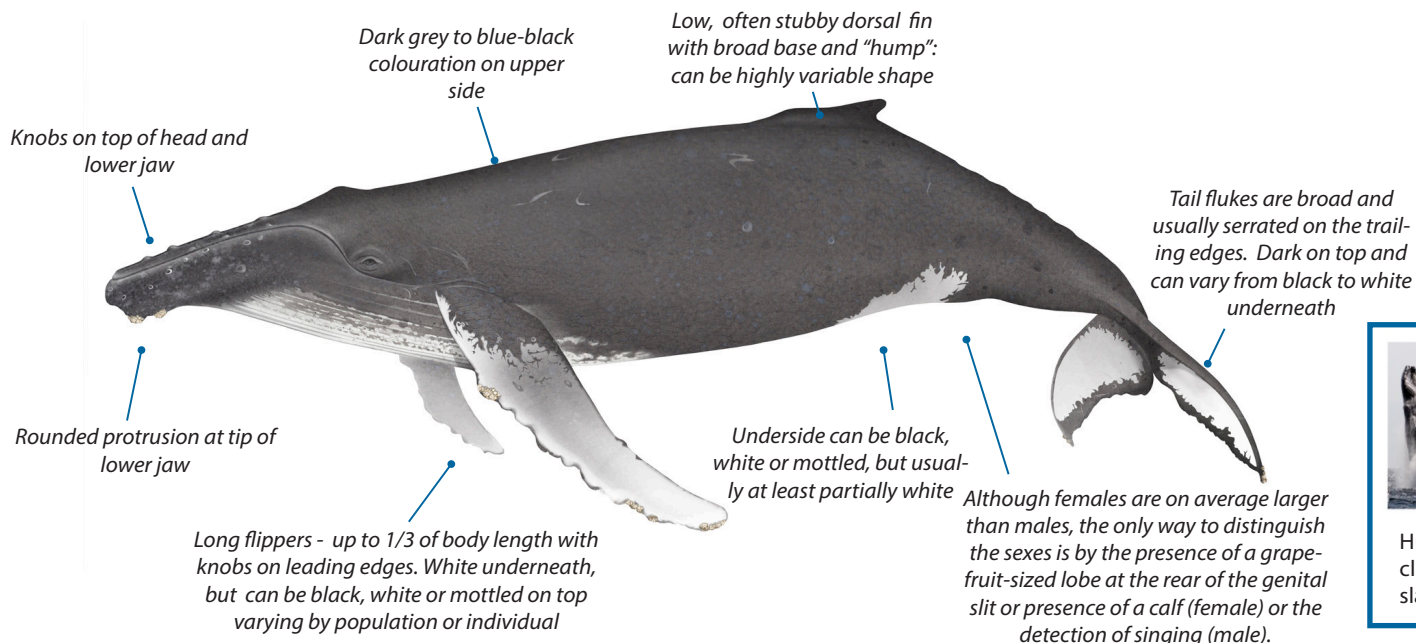 Dark grey to blue-black
colouration on upper
side
Low, often stubby dorsal fin
with broad base and “hump”:
can be highly variable shape
Knobs on top of head and
lower jaw
Tail flukes are broad and
usually serrated on the trail-
ing edges. Dark on top and
can vary from black to white
underneath
Rounded protrusion at tip of
lower jaw
Long flippers - up to 1/3 of body length with
knobs on leading edges. White underneath,
but can be black, white or mottled on top
varying by population or individual
Underside can be black,
white or mottled, but usual-
ly at least partially white
Although females are on average larger
than males, the only way to distinguish
the sexes is by the presence of a grape-
fruit-sized lobe at the rear of the genital
slit or presence of a calf (female) or the
detection of singing (male).